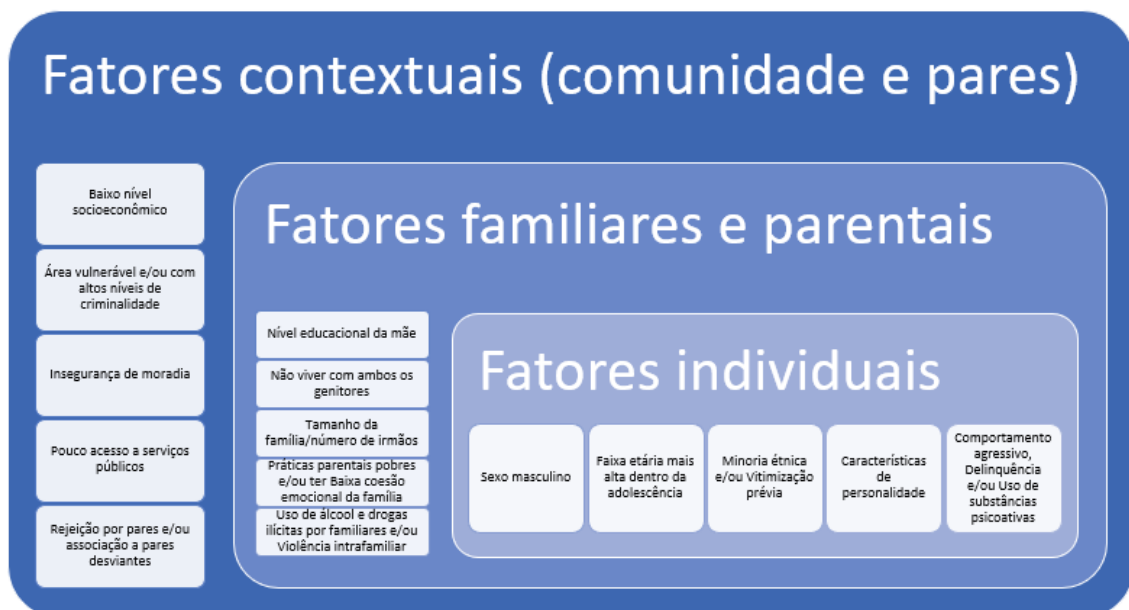 Fatores contextuais (comunidade e pares)
Baixo nível
socioeconômico
Área vulnerável e/ou com
altos níveis de
criminalidade
Insegurança de moradia
Pouco acesso a serviços
públicos
Rejeição por pares e/ou
associação a pares
desviantes
Fatores familiares e parentais
Nível educacional da mãe
Não viver com ambos os
genitores
Tamanho da
família/número de irmãos
Práticas parentais pobres
e/ou ter Baixa coesão
emocional da família
Uso de álcool e drogas
ilícitas por familiares e/ou
Violência intrafamiliar
Fatores individuais
Sexo masculino
Faixa etária mais
alta dentro da
adolescência
Minoria étnica
e/ou Vitimização
prévia
Características
de
personalidade
Comportamento
agressivo,
Delinquência
e/ou Uso de
substâncias
psicoativas